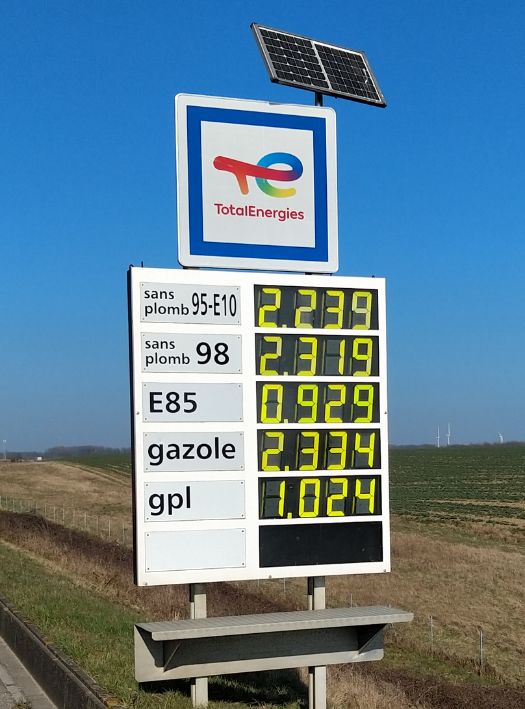 TotalEnergies
sans
plomb 95-E10 2.239
sans
plomb 98 2.319
E85 0.929
gazole 2.334
gpl 1.024